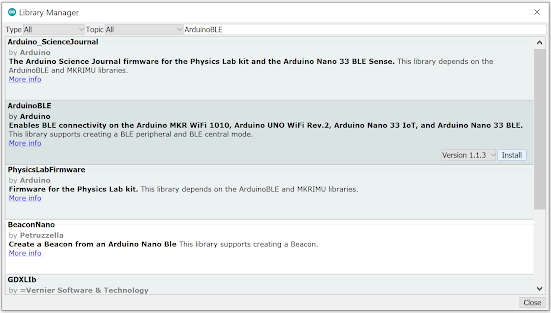 Library Manager
Type All Topic All ArduinoBLE
Arduino_ScienceJournal
by Arduino
The Arduino Science Journal firmware for the Physics Lab kit and the Arduino Nano 33 BLE Sense. This library depends on the
ArduinoBLE and MKRIMU libraries.
More info
ArduinoBLE
by Arduino
Enables BLE connectivity on the Arduino MKR WiFi 1010, Arduino UNO WiFi Rev.2, Arduino Nano 33 IoT, and Arduino Nano 33 BLE.
This library supports creating a BLE peripheral and BLE central mode.
More info
Version 1.1.3 Install
PhysicsLabFirmware
by Arduino
Firmware for the Physics Lab kit. This library depends on the ArduinoBLE and MKRIMU libraries.
More info
BeaconNano
by Petruzzella
Create a Beacon from an Arduino Nano Ble This library supports creating a Beacon.
More info
GDXLIb
by =Vernier Software & Technology
Close